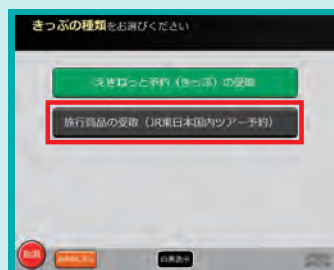 きっぷの種類をお選びください
えきねっと予約（きっぷ）の受取
旅行商品の受取（JR東日本国内ツアー予約）
取消
白黒表示